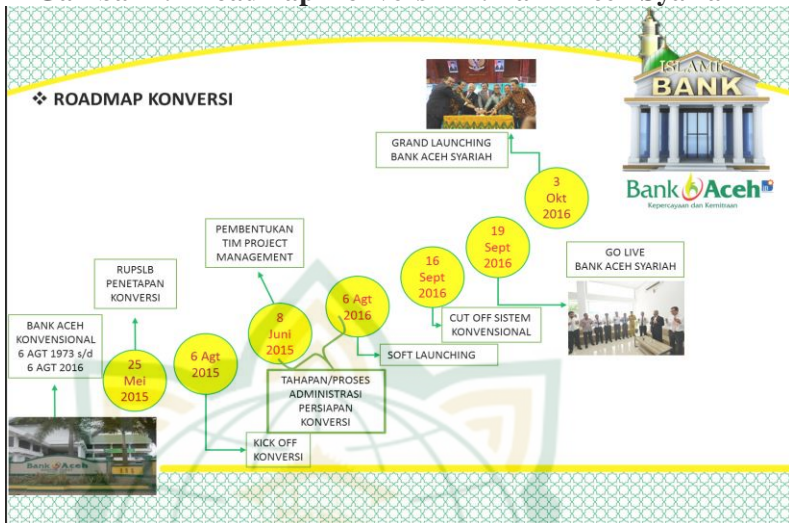 ❖ ROADMAP KONVERSI
ISLAMIC
BANK
Bank Aceh
Kepercayaan dan Kemitraan
GRAND LAUNCHING
BANK ACEH SYARIAH
3
Okt
2016
19
Sept
2016
GO LIVE
BANK ACEH SYARIAH
16
Sept
2016
CUT OFF SISTEM
KONVENSIONAL
6 Agt
2016
SOFT LAUNCHING
PEMBENTUKAN
TIM PROJECT
MANAGEMENT
8
Juni
2015
TAHAPAN/PROSES
ADMINISTRASI
PERSIAPAN
KONVERSI
6 Agt
2015
KICK OFF
KONVERSI
RUPSLB
PENETAPAN
KONVERSI
25
Mei
2015
BANK ACEH
KONVENSIONAL
6 AGT 1973 s/d
6 AGT 2016
Bank Aceh